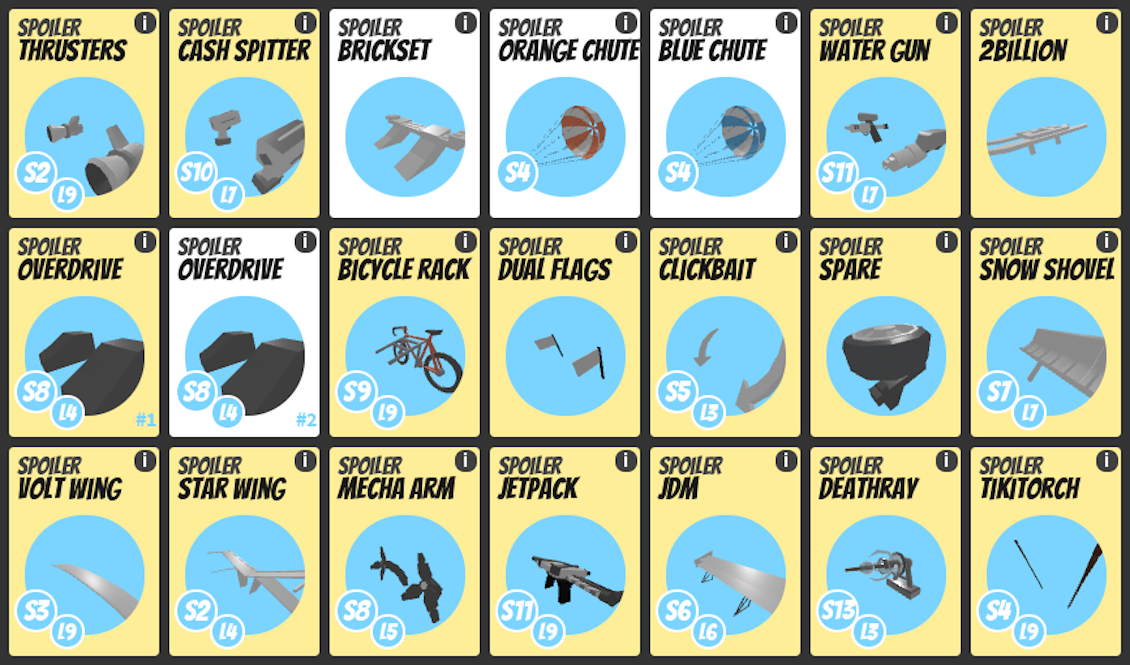 SPOILER
THRUSTERS
S2
L9
SPOILER
CASH SPITTER
S10
L7
SPOILER
BRICKSET
SPOILER
ORANGE CHUTE
S4
SPOILER
BLUE CHUTE
S4
SPOILER
WATER GUN
S11
L7
SPOILER
2BILLION
SPOILER
OVERDRIVE
S8
L4
#1
SPOILER
OVERDRIVE
S8
L4
#2
SPOILER
BICYCLE RACK
S9
L9
SPOILER
DUAL FLAGS
SPOILER
CLICKBAIT
S5
L3
SPOILER
SPARE
SPOILER
SNOW SHOVEL
S7
L7
SPOILER
VOLT WING
S3
L9
SPOILER
STAR WING
S2
L4
SPOILER
MECHA ARM
S8
L5
SPOILER
JETPACK
S11
L9
SPOILER
JDM
S6
L6
SPOILER
DEATHRAY
S13
L3
SPOILER
TIKITORCH
S4
L9